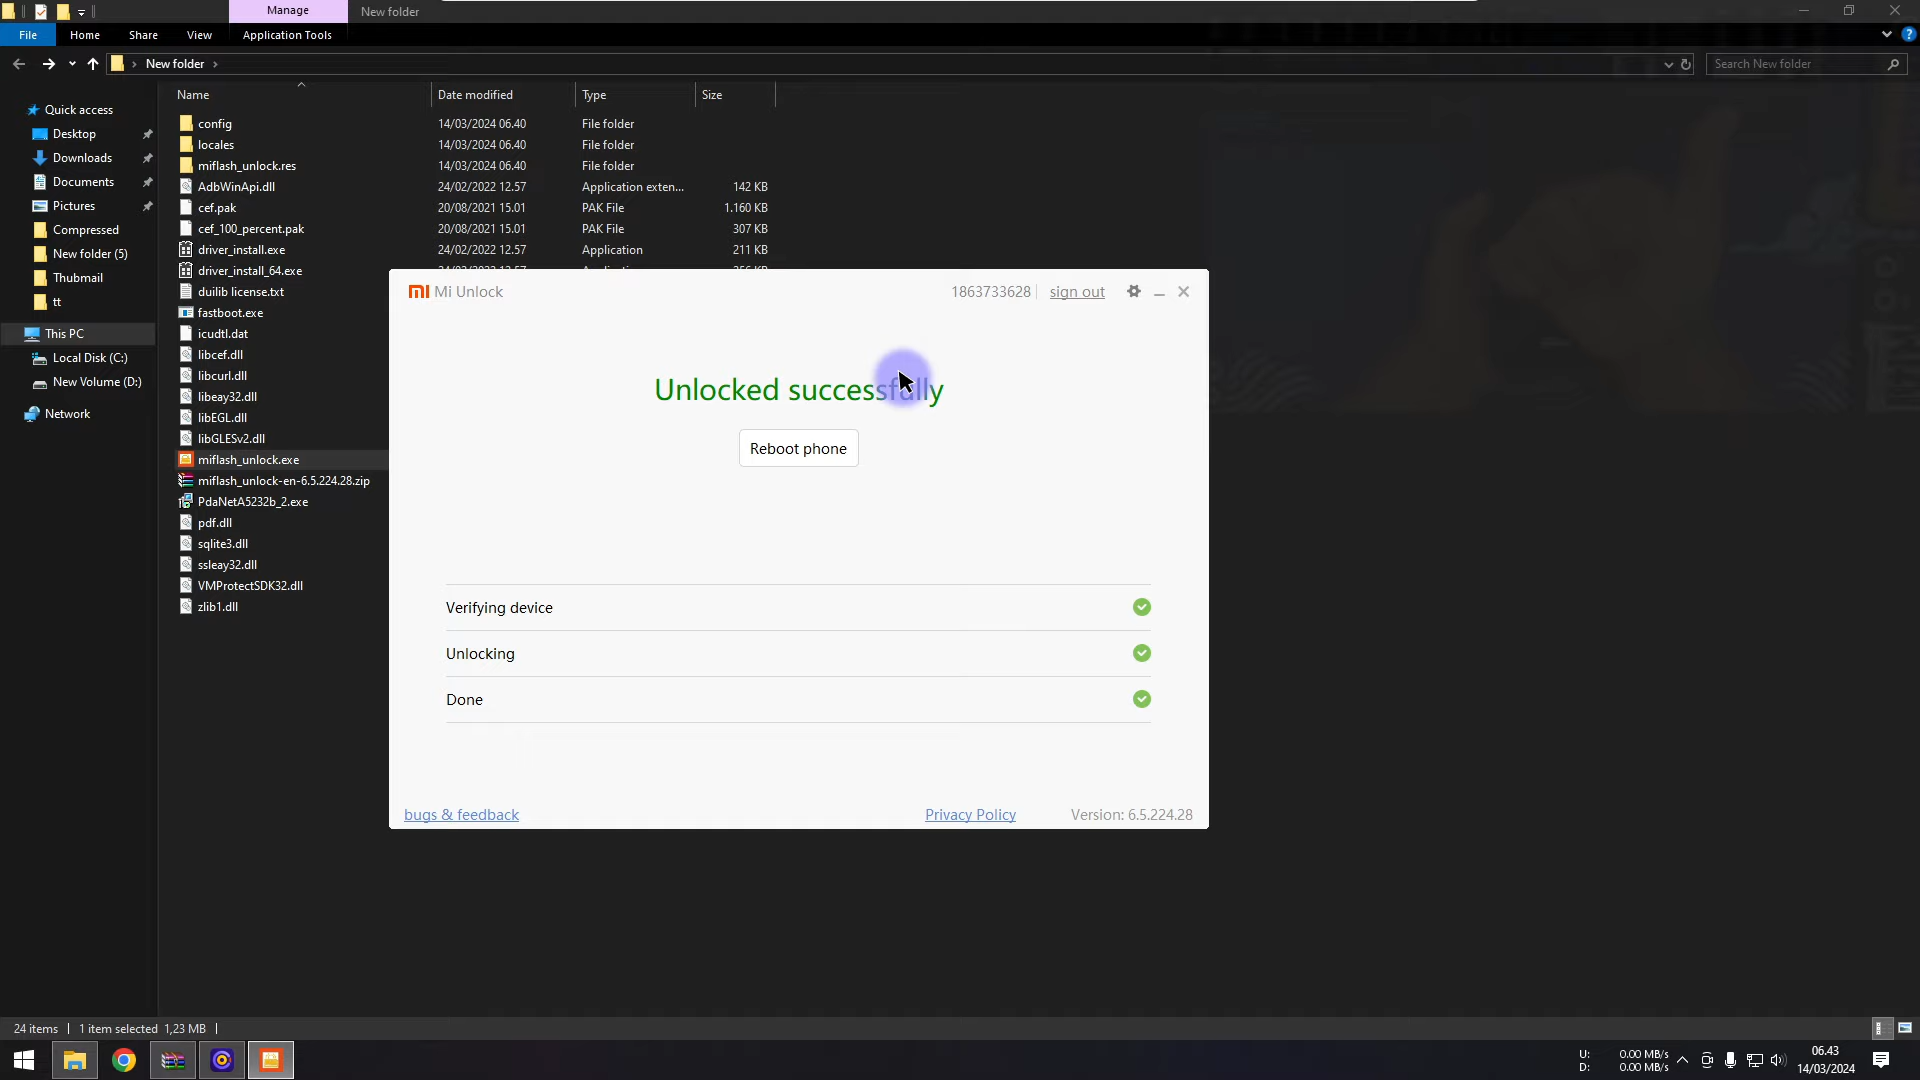 Manage
New folder
File
Home
Share
View
Application Tools
New folder
Search New folder
Name
Date modified
Type
Size
Quick access
Desktop
Downloads
Documents
Pictures
Compressed
New folder (5)
Thubmail
tt
This PC
Local Disk (C:)
New Volume (D:)
Network
config 14/03/2024 06.40 File folder
locales 14/03/2024 06.40 File folder
miflash_unlock.res 14/03/2024 06.40 File folder
AdbWinApi.dll 24/02/2022 12.57 Application exten... 142 KB
cef.pak 20/08/2021 15.01 PAK File 1.160 KB
cef_100_percent.pak 20/08/2021 15.01 PAK File 307 KB
driver_install.exe 24/02/2022 12.57 Application 211 KB
driver_install_64.exe
duilib license.txt
fastboot.exe
icudtl.dat
libcef.dll
libcurl.dll
libeay32.dll
libEGL.dll
libGLESv2.dll
miflash_unlock.exe
miflash_unlock-en-6.5.224.28.zip
PdaNetA5232b_2.exe
pdf.dll
sqlite3.dll
ssleay32.dll
VMProtectSDK32.dll
zlib1.dll
Mi Unlock
1863733628
sign out
Unlocked successfully
Reboot phone
Verifying device
Unlocking
Done
bugs & feedback
Privacy Policy
Version: 6.5.224.28
24 items
1 item selected 1,23 MB
U: 0.00 MB/s
D: 0.00 MB/s
06.43
14/03/2024